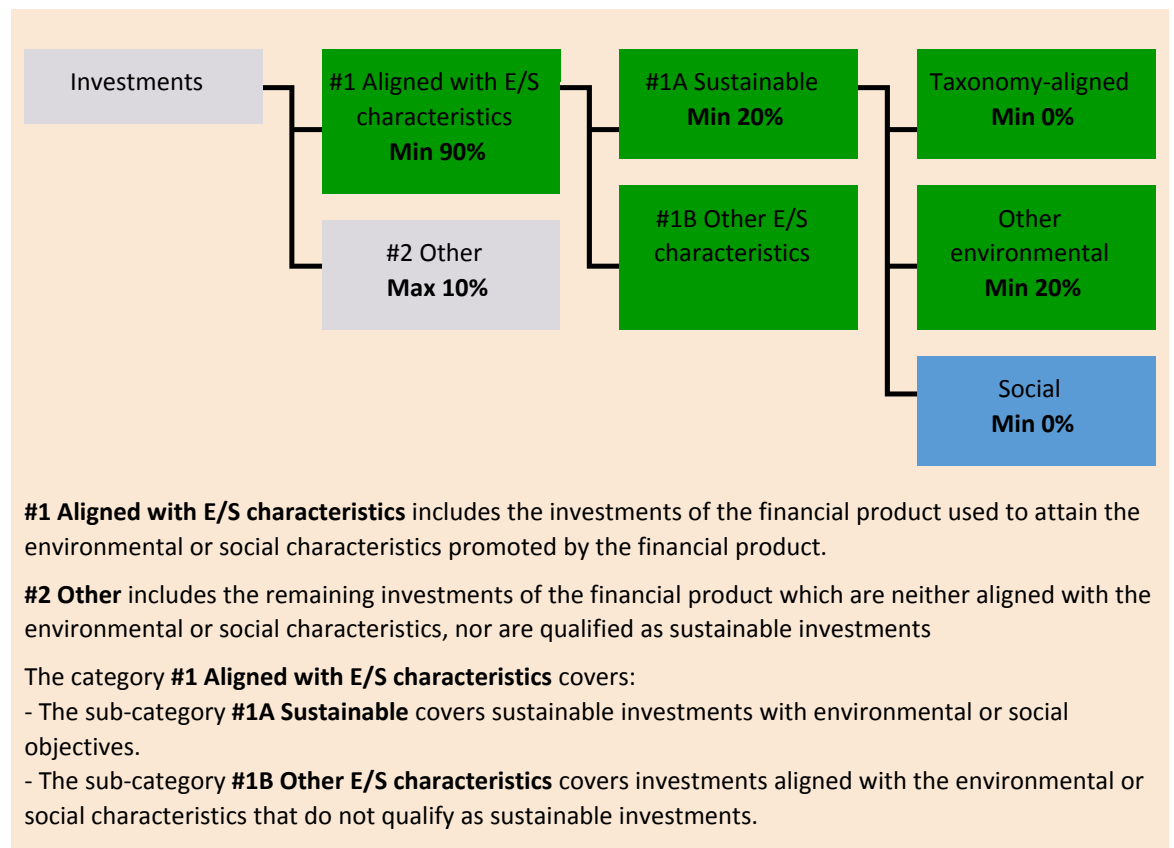 Investments
#1 Aligned with E/S
characteristics
Min 90%
#2 Other
Max 10%
#1A Sustainable
Min 20%
#1B Other E/S
characteristics
Taxonomy-aligned
Min 0%
Other
environmental
Min 20%
Social
Min 0%
#1 Aligned with E/S characteristics includes the investments of the financial product used to attain the
environmental or social characteristics promoted by the financial product.
#2 Other includes the remaining investments of the financial product which are neither aligned with the
environmental or social characteristics, nor are qualified as sustainable investments
The category #1 Aligned with E/S characteristics covers:
- The sub-category #1A Sustainable covers sustainable investments with environmental or social
objectives.
- The sub-category #1B Other E/S characteristics covers investments aligned with the environmental or
social characteristics that do not qualify as sustainable investments.